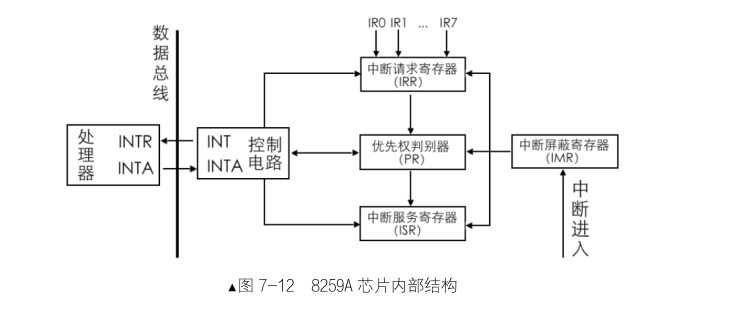 IR0 IR1 ... IR7
数据总线
中断请求寄存器
(IRR)
处理器
INTR
INTA
INT
INTA
控制
电路
优先权判别器
(PR)
中断屏蔽寄存器
(IMR)
中断服务寄存器
(ISR)
中断进入
▲图 7-12 8259A 芯片内部结构